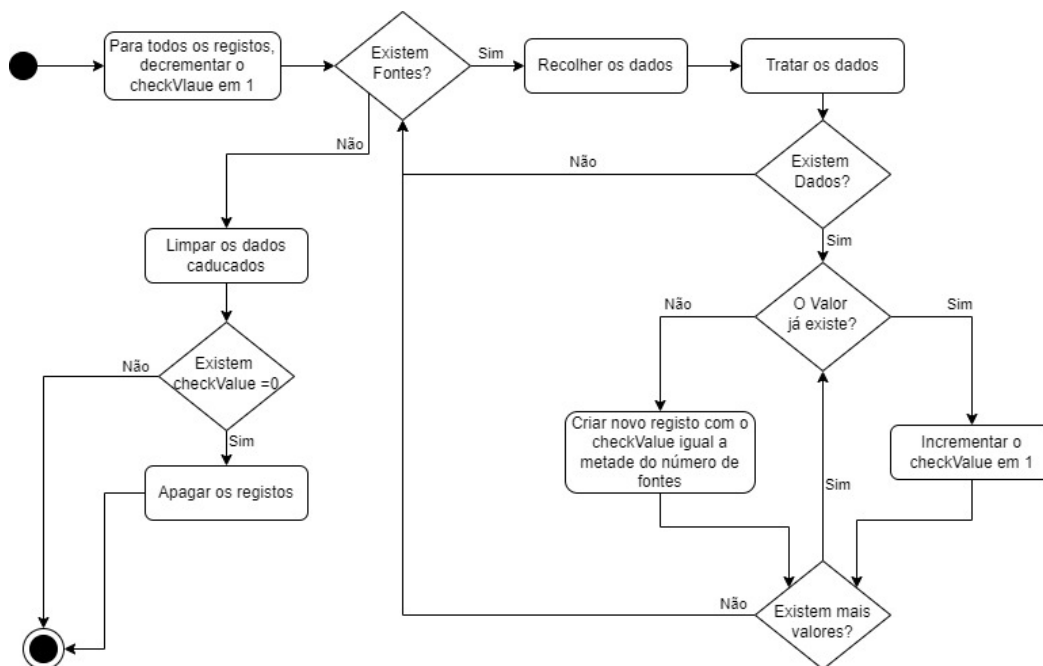 Para todos os registos,
decrementar o
checkVlaue em 1
Existem
Fontes?
Sim
Recolher os dados
Tratar os dados
Não
Existem
Dados?
Não
Sim
Limpar os dados
caducados
O Valor
já existe?
Não
Sim
Existem
checkValue =0
Não
Sim
Criar novo registo com o
checkValue igual a
metade do número de
fontes
Incrementar o
checkValue em 1
Apagar os registos
Sim
Existem mais
valores?
Não